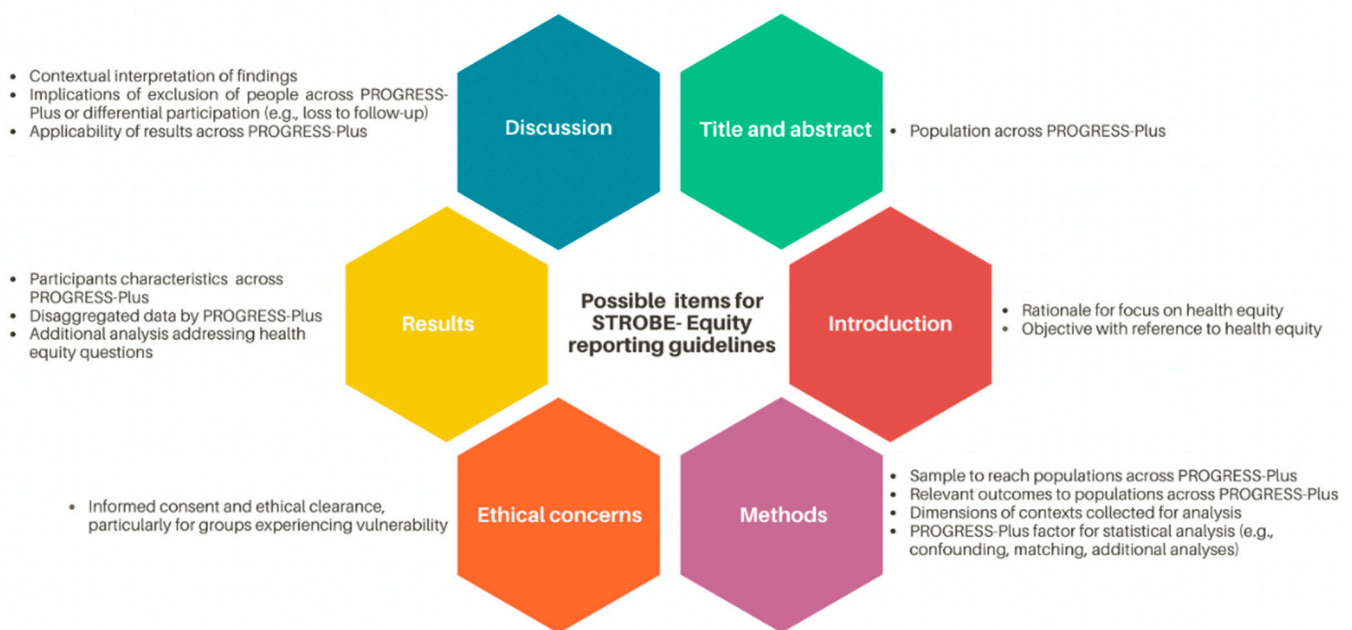 Possible items for
STROBE- Equity
reporting guidelines
Title and abstract
• Population across PROGRESS-Plus
Introduction
• Rationale for focus on health equity
• Objective with reference to health equity
Methods
• Sample to reach populations across PROGRESS-Plus
• Relevant outcomes to populations across PROGRESS-Plus
• Dimensions of contexts collected for analysis
• PROGRESS-Plus factor for statistical analysis (e.g.,
confounding, matching, additional analyses)
Ethical concerns
• Informed consent and ethical clearance,
particularly for groups experiencing vulnerability
Results
• Participants characteristics across
PROGRESS-Plus
• Disaggregated data by PROGRESS-Plus
• Additional analysis addressing health
equity questions
Discussion
• Contextual interpretation of findings
• Implications of exclusion of people across PROGRESS-
Plus or differential participation (e.g., loss to follow-up)
• Applicability of results across PROGRESS-Plus